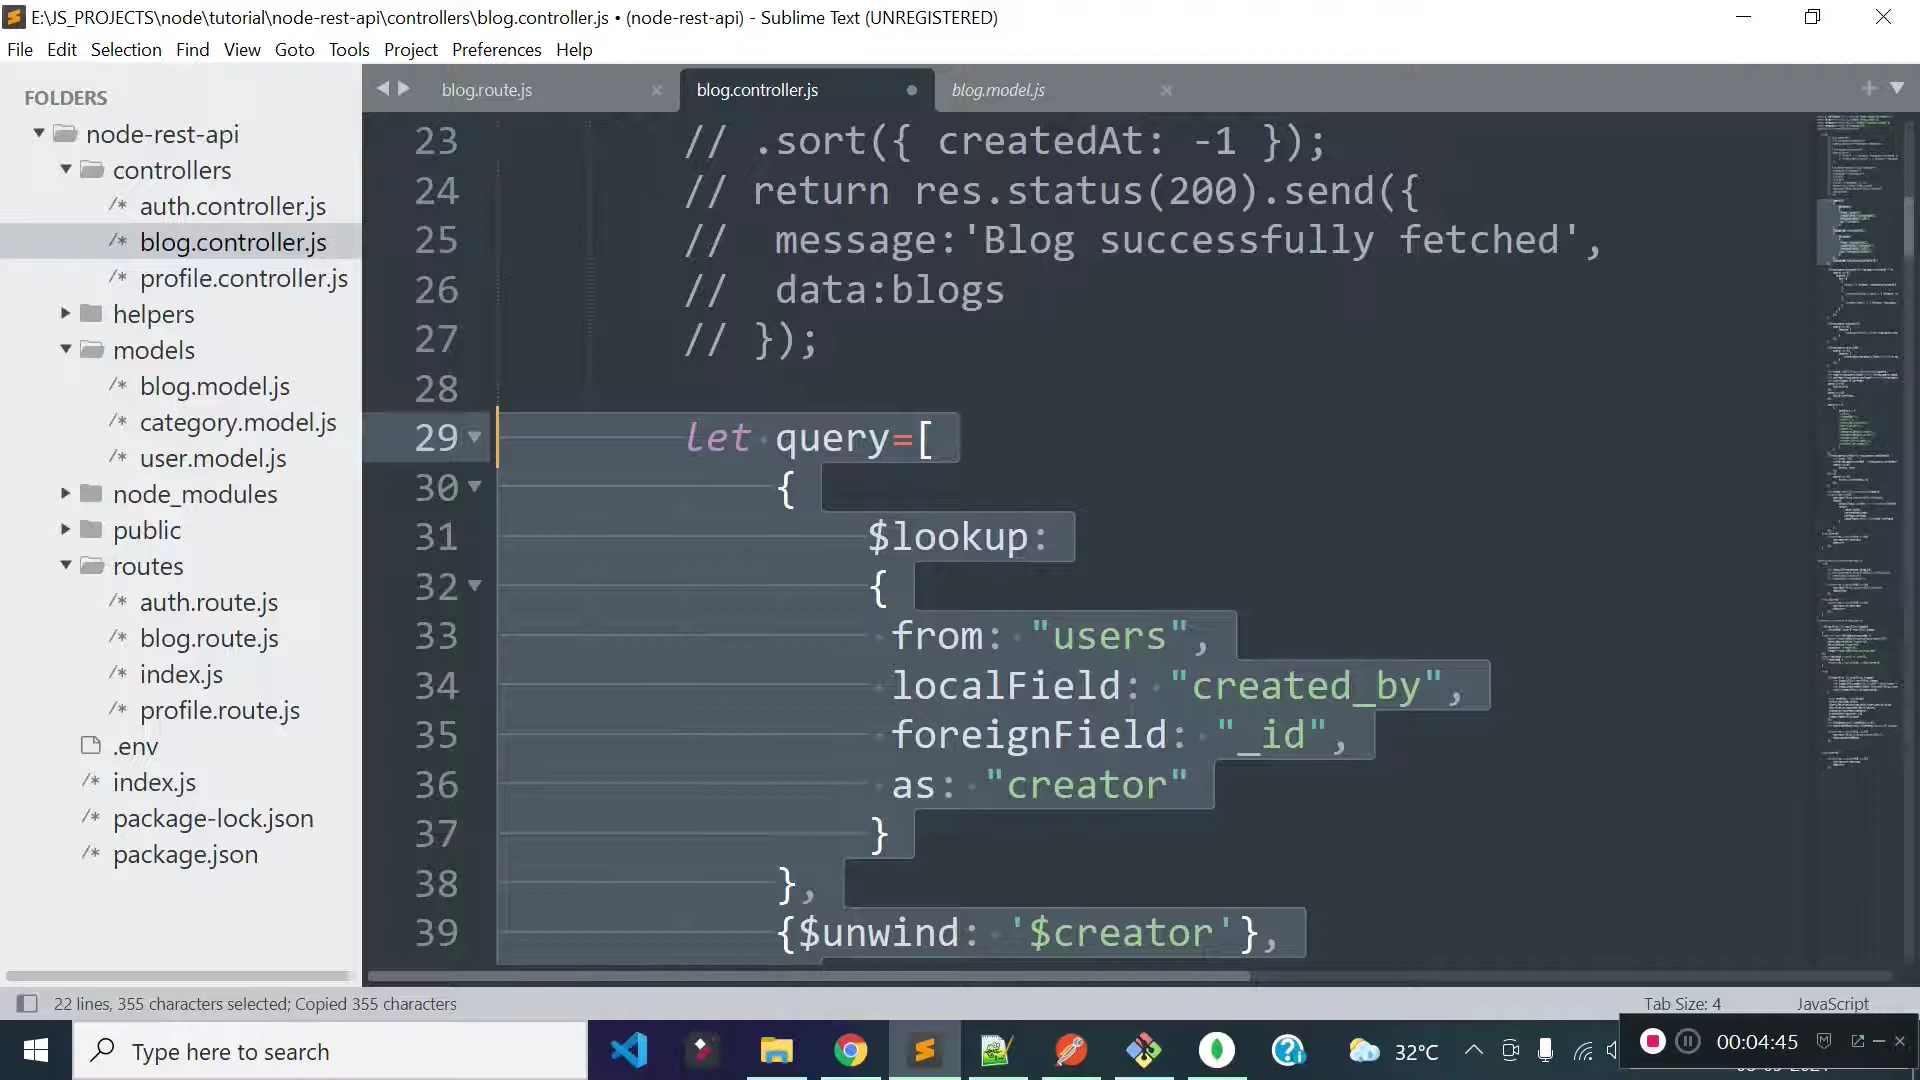 E:\JS_PROJECTS\node\tutorial\node-rest-api\controllers\blog.controller.js • (node-rest-api) - Sublime Text (UNREGISTERED)
File Edit Selection Find View Goto Tools Project Preferences Help
FOLDERS
node-rest-api
controllers
/* auth.controller.js
/* blog.controller.js
/* profile.controller.js
helpers
models
/* blog.model.js
/* category.model.js
/* user.model.js
node_modules
public
routes
/* auth.route.js
/* blog.route.js
/* index.js
/* profile.route.js
.env
/* index.js
/* package-lock.json
/* package.json
blog.route.js blog.controller.js blog.model.js
23 // .sort({ createdAt: -1 });
24 // return res.status(200).send({
25 // message:'Blog successfully fetched',
26 // data:blogs
27 // });
28
29 let query=[
30 {
31 $lookup:
32 {
33 from: "users",
34 localField: "created_by",
35 foreignField: "_id",
36 as: "creator"
37 }
38 },
39 {$unwind: '$creator'},
22 lines, 355 characters selected; Copied 355 characters
Tab Size: 4 JavaScript
Type here to search
32°C
00:04:45